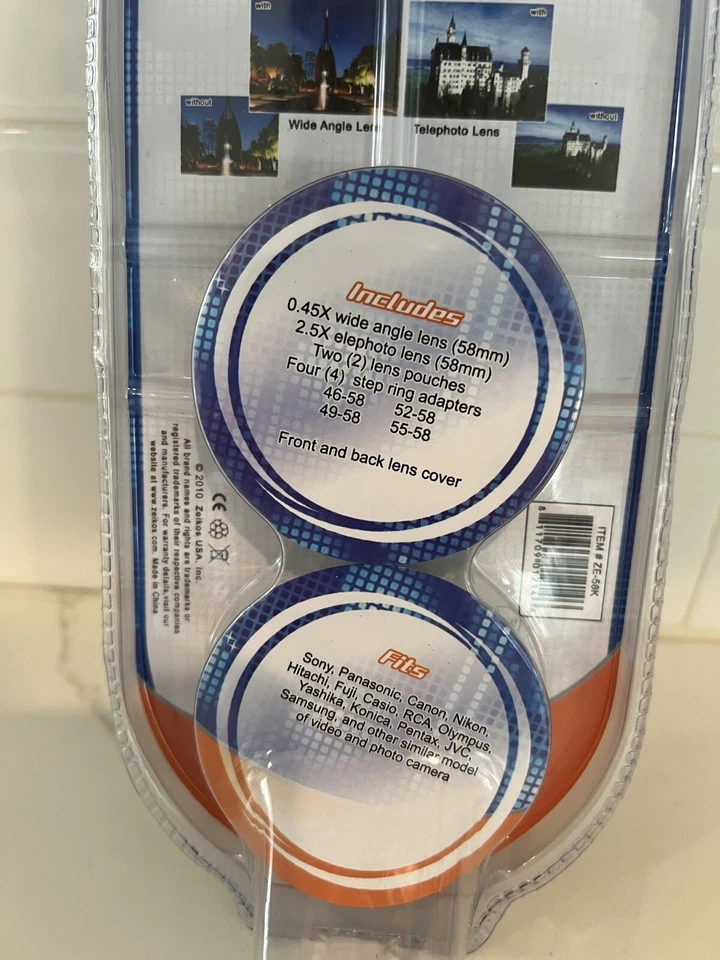 with
with
without
without
Wide Angle Lens
Telephoto Lens
Includes
0.45X wide angle lens (58mm)
2.5X elephoto lens (58mm)
Two (2) lens pouches
Four (4) step ring adapters
46-58 52-58
49-58 55-58
Front and back lens cover
CE
© 2010 Zeikos USA, Inc.
All brand names and rights are trademarks or
registered trademarks of their respective companies
and manufacturers. For warranty details,visit our
website at www.zeikos.com. Made in China
ITEM # ZE-58K
Fits
Sony, Panasonic, Canon, Nikon,
Hitachi, Fuji, Casio, RCA, Olympus,
Yashika, Konica, Pentax, JVC,
Samsung, and other similar model
of video and photo camera